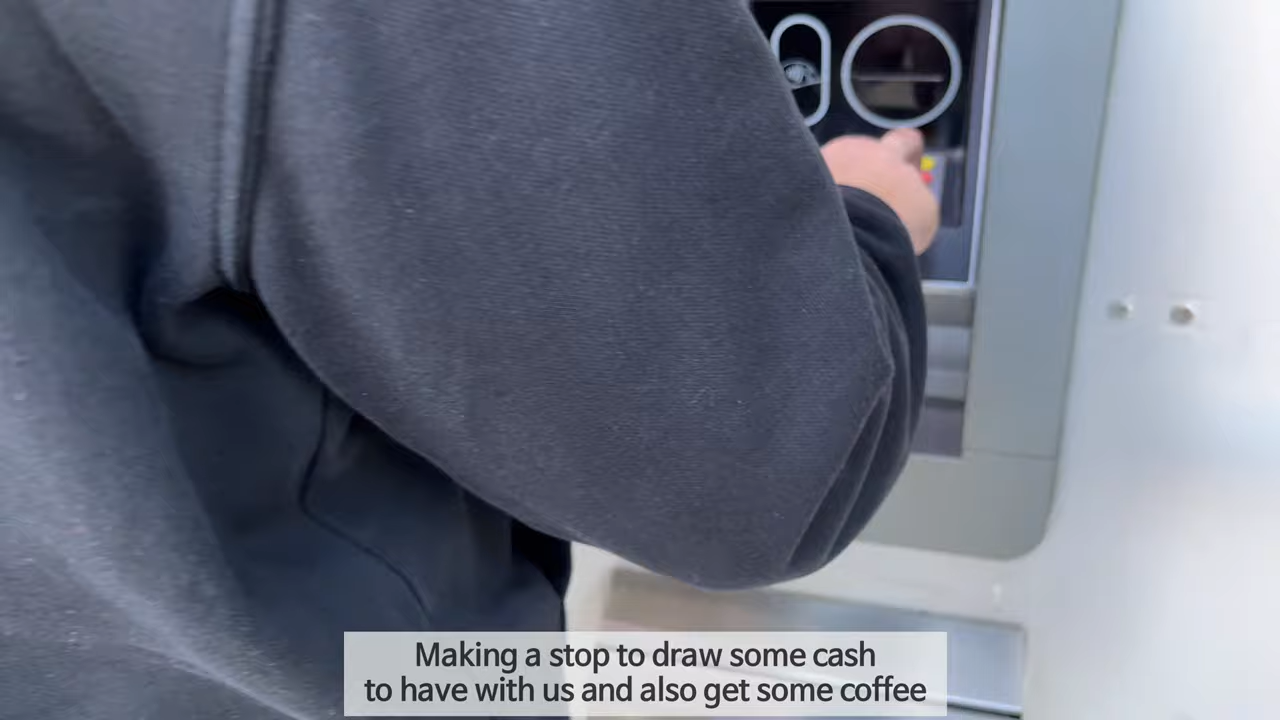 Making a stop to draw some cash
to have with us and also get some coffee